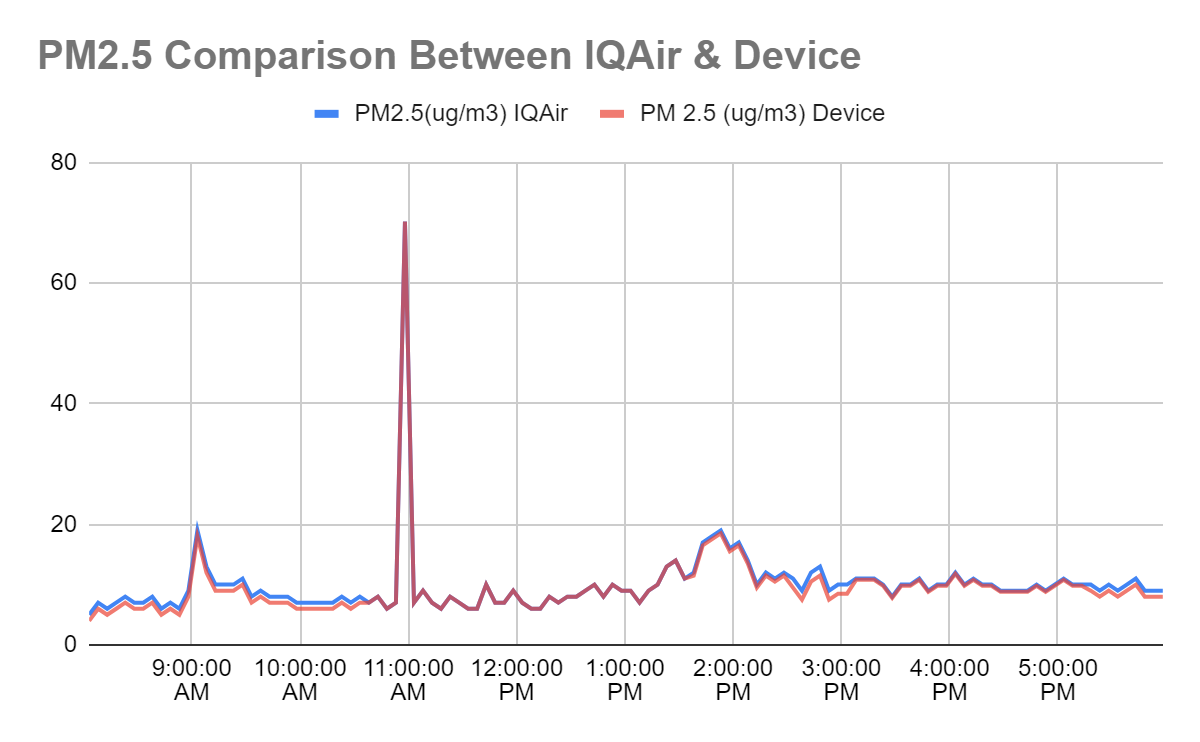 PM2.5 Comparison Between IQAir & Device
PM2.5(ug/m3) IQAir
PM 2.5 (ug/m3) Device
80
60
40
20
0
9:00:00 AM
10:00:00 AM
11:00:00 AM
12:00:00 PM
1:00:00 PM
2:00:00 PM
3:00:00 PM
4:00:00 PM
5:00:00 PM